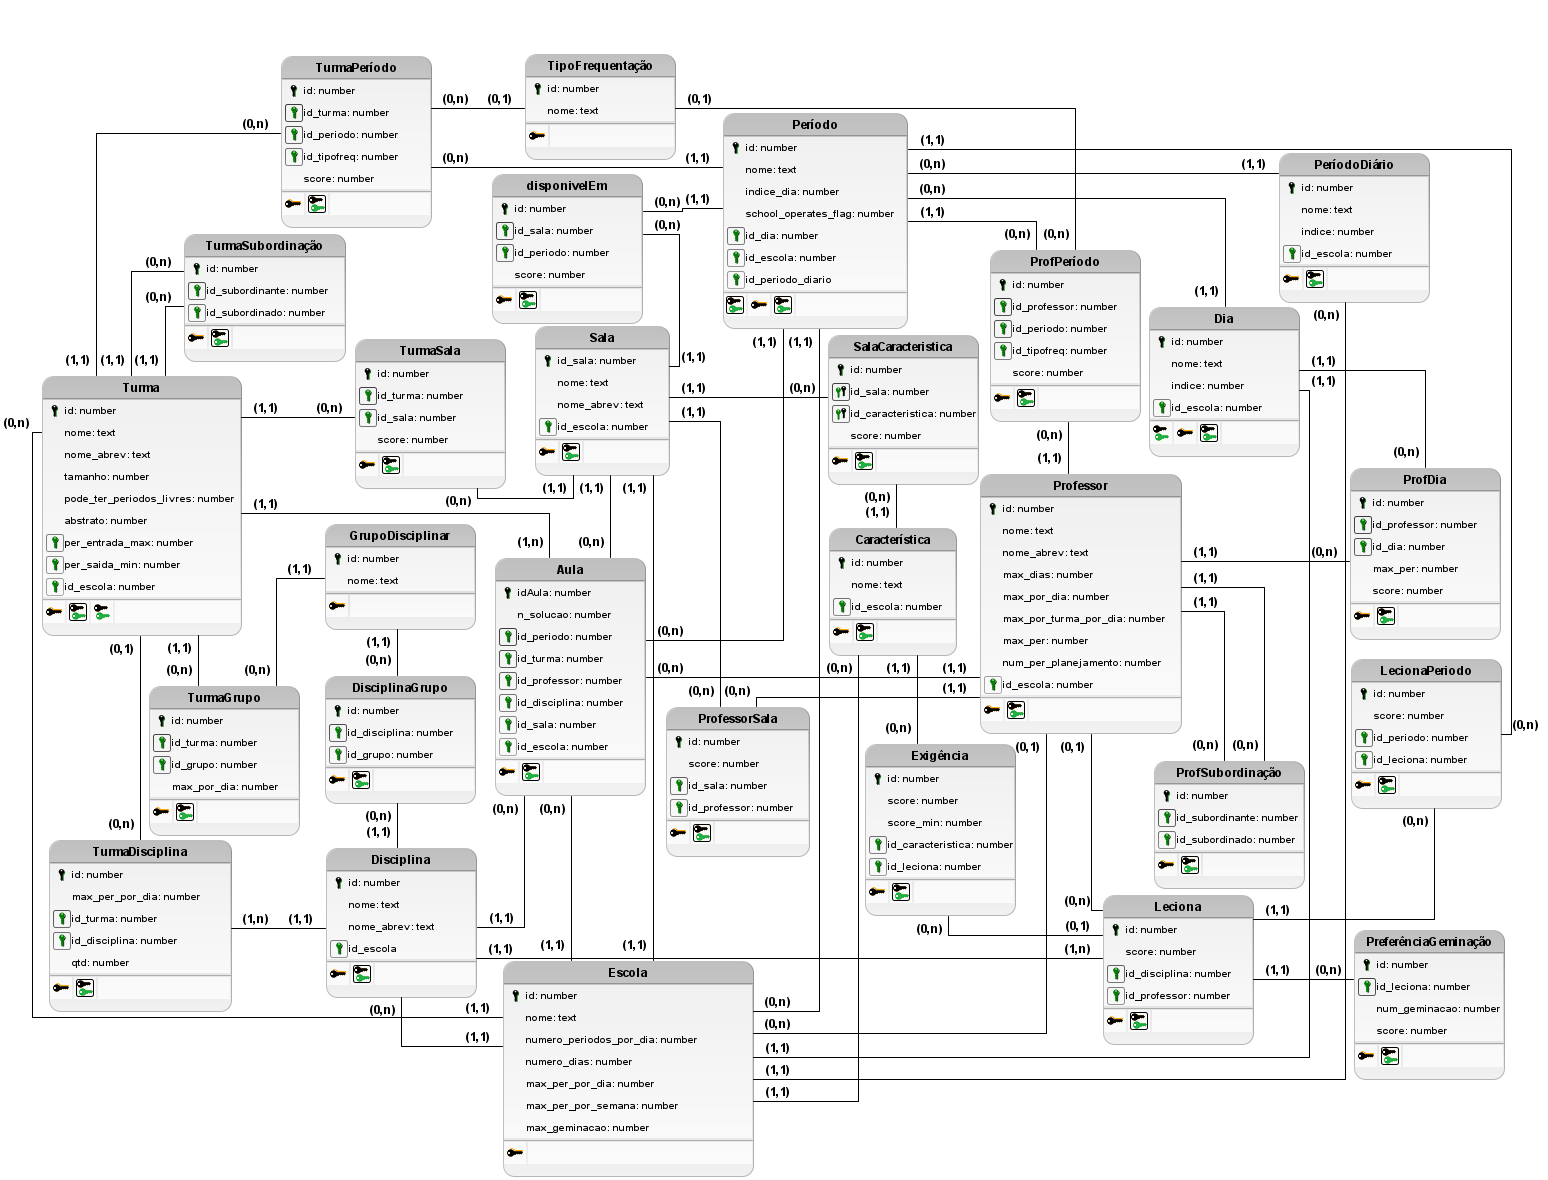 TurmaPeríodo
id: number
id_turma: number
id_periodo: number
id_tipofreq: number
score: number
TipoFrequentação
id: number
nome: text
Período
id: number
nome: text
indice_dia: number
school_operates_flag: number
id_dia: number
id_escola: number
id_periodo_diario
PeríodoDiário
id: number
nome: text
indice: number
id_escola: number
disponivelEm
id: number
id_sala: number
id_periodo: number
score: number
TurmaSubordinação
id: number
id_subordinante: number
id_subordinado: number
ProfPeríodo
id: number
id_professor: number
id_periodo: number
id_tipofreq: number
score: number
Dia
id: number
nome: text
indice: number
id_escola: number
TurmaSala
id: number
id_turma: number
id_sala: number
score: number
Sala
id_sala: number
nome: text
nome_abrev: text
id_escola: number
SalaCaracteristica
id: number
id_sala: number
id_caracteristica: number
score: number
Turma
id: number
nome: text
nome_abrev: text
tamanho: number
pode_ter_periodos_livres: number
abstrato: number
per_entrada_max: number
per_saida_min: number
id_escola: number
GrupoDisciplinar
id: number
nome: text
Aula
idAula: number
n_solucao: number
id_periodo: number
id_turma: number
id_professor: number
id_disciplina: number
id_sala: number
id_escola: number
Característica
id: number
nome: text
id_escola: number
Professor
id: number
nome: text
nome_abrev: text
max_dias: number
max_por_dia: number
max_por_turma_por_dia: number
max_per: number
num_per_planejamento: number
id_escola: number
ProfDia
id: number
id_professor: number
id_dia: number
max_per: number
score: number
TurmaGrupo
id: number
id_turma: number
id_grupo: number
max_por_dia: number
DisciplinaGrupo
id: number
id_disciplina: number
id_grupo: number
ProfessorSala
id: number
score: number
id_sala: number
id_professor: number
Exigência
id: number
score: number
score_min: number
id_caracteristica: number
id_leciona: number
ProfSubordinação
id: number
id_subordinante: number
id_subordinado: number
LecionaPeriodo
id: number
score: number
id_periodo: number
id_leciona: number
TurmaDisciplina
id: number
max_per_por_dia: number
id_turma: number
id_disciplina: number
qtd: number
Disciplina
id: number
nome: text
nome_abrev: text
id_escola
Escola
id: number
nome: text
numero_periodos_por_dia: number
numero_dias: number
max_per_por_dia: number
max_per_por_semana: number
max_geminacao: number
Leciona
id: number
score: number
id_disciplina: number
id_professor: number
PreferênciaGeminação
id: number
id_leciona: number
num_geminacao: number
score: number
(0,n) (0,1) (0,1)
(0,n)
(1,1)
(0,n) (1,1)
(0,n) (1,1)
(0,n)
(0,n) (1,1)
(1,1)
(0,n)
(0,n) (0,n)
(0,n)
(0,n)
(1,1)
(0,n)
(1,1) (1,1)
(1,1) (1,1) (1,1)
(1,1)
(1,1)
(1,1)
(1,1) (0,n)
(0,n)
(1,1) (0,n)
(1,1)
(0,n)
(0,n)
(1,1)
(0,n)
(0,n) (1,1) (1,1) (1,1)
(0,n)
(1,1)
(1,1)
(1,n) (0,n)
(1,1) (0,n)
(1,1)
(1,1)
(1,1)
(0,n)
(0,1) (1,1)
(1,1)
(0,n)
(0,n) (0,n)
(0,n) (0,n) (1,1) (1,1)
(0,n) (0,n) (1,1)
(0,n)
(0,n)
(0,1) (0,1)
(0,n) (0,n)
(0,n) (0,n)
(0,n)
(0,n)
(0,n)
(1,1)
(0,n)
(1,n) (1,1) (1,1)
(1,1)
(1,1) (1,1)
(0,n)
(0,n) (0,1)
(1,n)
(1,1)
(1,1) (0,n)
(0,n) (1,1)
(1,1)
(0,n)
(0,n)
(1,1)
(1,1)
(1,1)